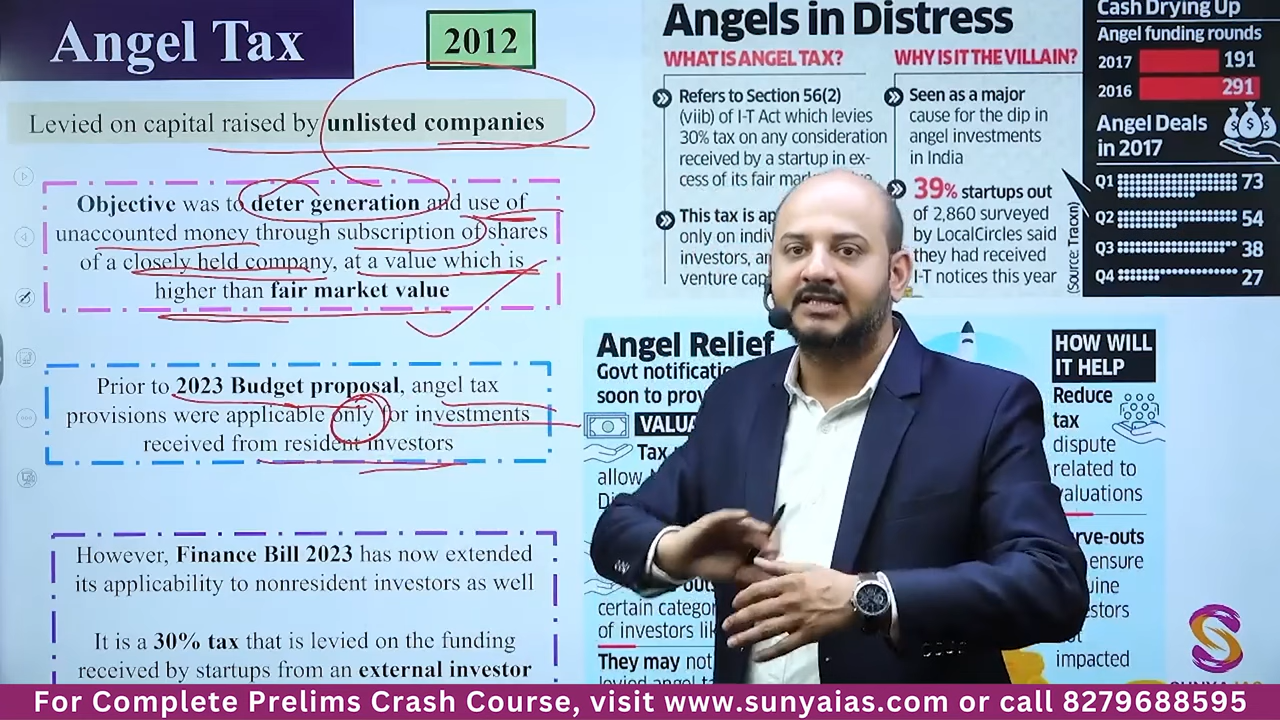 Angel Tax
2012
Levied on capital raised by unlisted companies
Objective was to deter generation and use of
unaccounted money through subscription of shares
of a closely held company, at a value which is
higher than fair market value
Prior to 2023 Budget proposal, angel tax
provisions were applicable only for investments
received from resident investors
However, Finance Bill 2023 has now extended
its applicability to nonresident investors as well
It is a 30% tax that is levied on the funding
received by startups from an external investor
Angels in Distress
WHAT IS ANGEL TAX?
Refers to Section 56(2)
(viib) of I-T Act which levies
30% tax on any consideration
received by a startup in ex-
cess of its fair
This tax is
only on
investors,
venture
WHY IS IT THE VILLAIN?
Seen as a major
cause for the dip in
angel investments
in India
39% startups out
of 2,860 surveyed
by LocalCircles said
they had received
I-T notices this year
(Source: Tracxn)
Cash Drying Up
Angel funding rounds
2017 191
2016 291
Angel Deals
in 2017
Q1 73
Q2 54
Q3 38
Q4 27
Angel Relief
Govt
soon to
allow
certain
of investors
They may not
HOW WILL
IT HELP
Reduce
tax
dispute
related to
valuations
ensure
impacted
For Complete Prelims Crash Course, visit www.sunyaias.com or call 8279688595